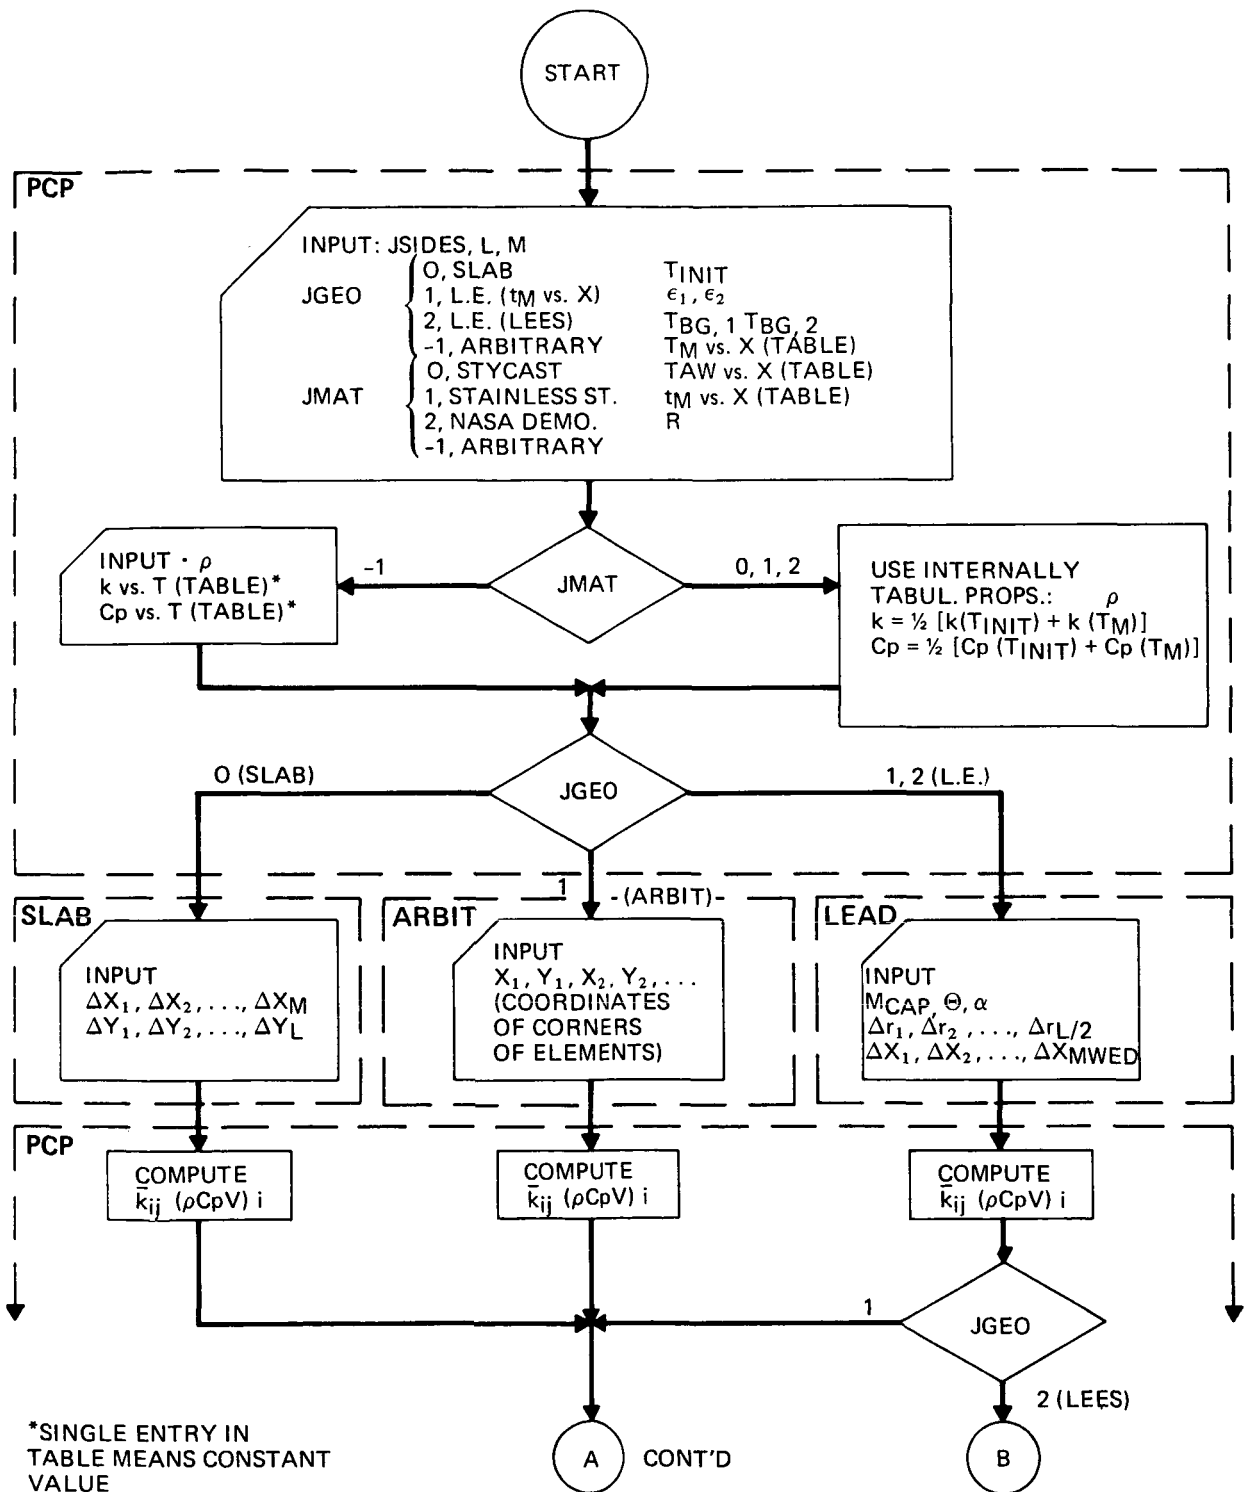 START
PCP
INPUT: JSIDES, L, M
JGEO
0, SLAB
1, L.E. (tM vs. X)
2, L.E. (LEES)
-1, ARBITRARY
JMAT
0, STYCAST
1, STAINLESS ST.
2, NASA DEMO.
-1, ARBITRARY
TINIT
ϵ1, ϵ2
TBG, 1 TBG, 2
TM vs. X (TABLE)
TAW vs. X (TABLE)
tM vs. X (TABLE)
R
INPUT · ρ
k vs. T (TABLE)*
Cp vs. T (TABLE)*
-1
JMAT
0, 1, 2
USE INTERNALLY
TABUL. PROPS.: ρ
k = ½ [k(TINIT) + k (TM)]
Cp = ½ [Cp (TINIT) + Cp (TM)]
0 (SLAB)
JGEO
1, 2 (L.E.)
1 - (ARBIT)-
SLAB
INPUT
ΔX1, ΔX2, ..., ΔXM
ΔY1, ΔY2, ..., ΔYL
ARBIT
INPUT
X1, Y1, X2, Y2, ...
(COORDINATES
OF CORNERS
OF ELEMENTS)
LEAD
INPUT
MCAP, Θ, α
Δr1, Δr2, ..., ΔrL/2
ΔX1, ΔX2, ..., ΔXMWED
PCP
COMPUTE
k̄ij (ρCpV) i
COMPUTE
k̄ij (ρCpV) i
COMPUTE
k̄ij (ρCpV) i
1
JGEO
2 (LEES)
*SINGLE ENTRY IN
TABLE MEANS CONSTANT
VALUE
A CONT'D
B